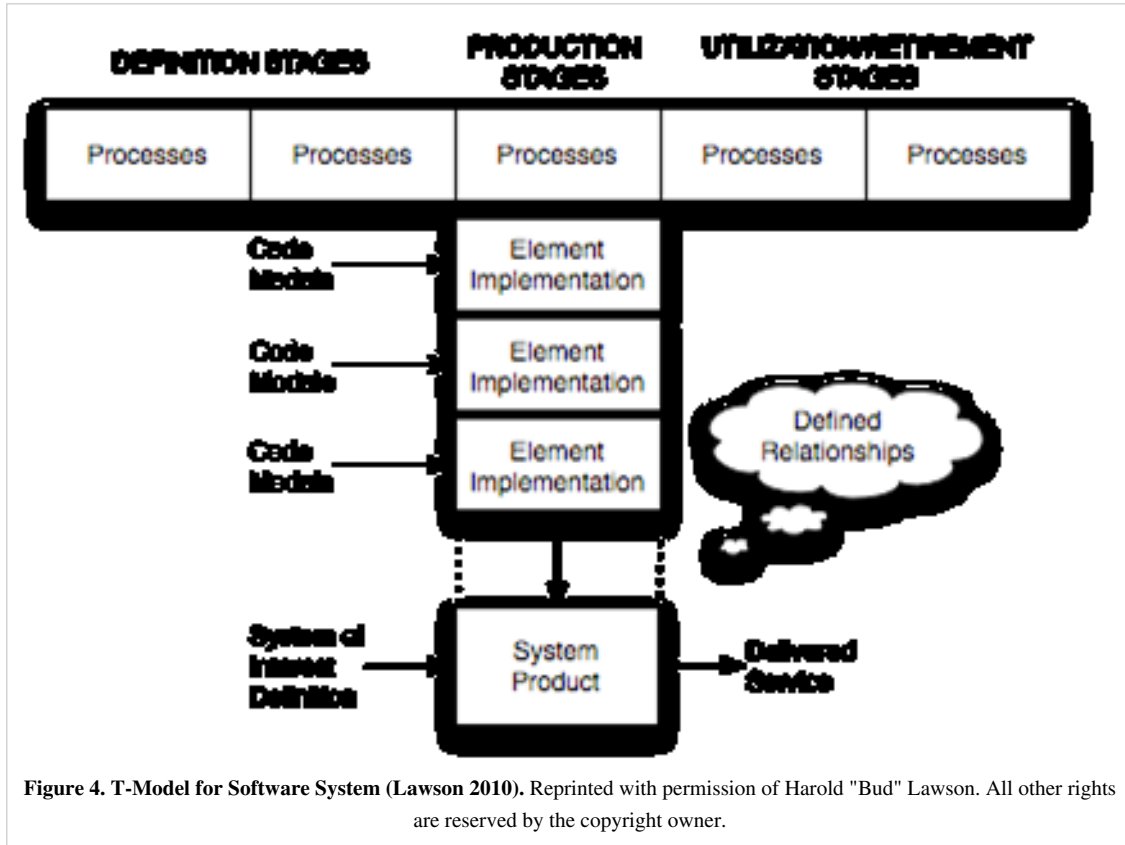 DEFINITION STAGES
PRODUCTION
STAGES
UTILIZATION/RETIREMENT
STAGES
Processes
Processes
Processes
Processes
Processes
Code
Module
Element
Implementation
Code
Module
Element
Implementation
Code
Module
Element
Implementation
Defined
Relationships
System of
Interest
Definition
System
Product
Delivered
Service
Figure 4. T-Model for Software System (Lawson 2010). Reprinted with permission of Harold "Bud" Lawson. All other rights
are reserved by the copyright owner.